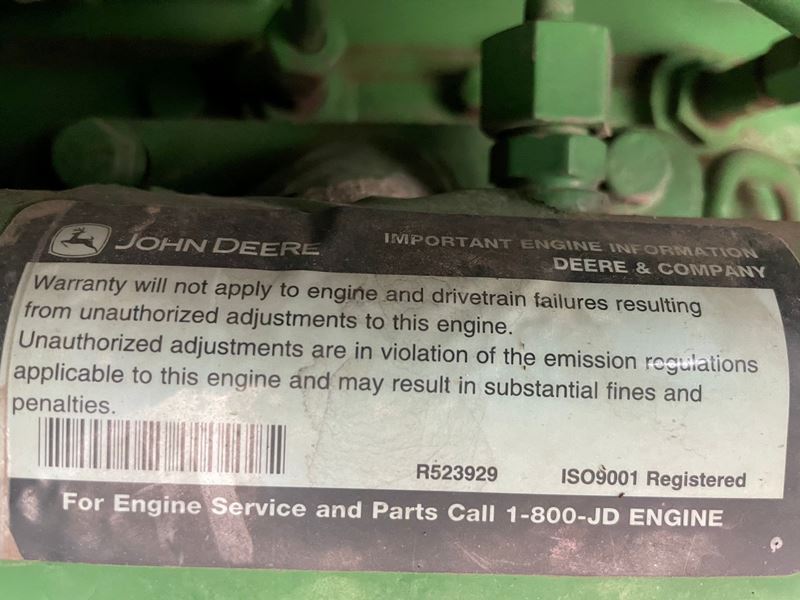 JOHN DEERE
IMPORTANT ENGINE INFORMATION
DEERE & COMPANY
Warranty will not apply to engine and drivetrain failures resulting
from unauthorized adjustments to this engine.
Unauthorized adjustments are in violation of the emission regulations
applicable to this engine and may result in substantial fines and
penalties.
R523929 ISO9001 Registered
For Engine Service and Parts Call 1-800-JD ENGINE